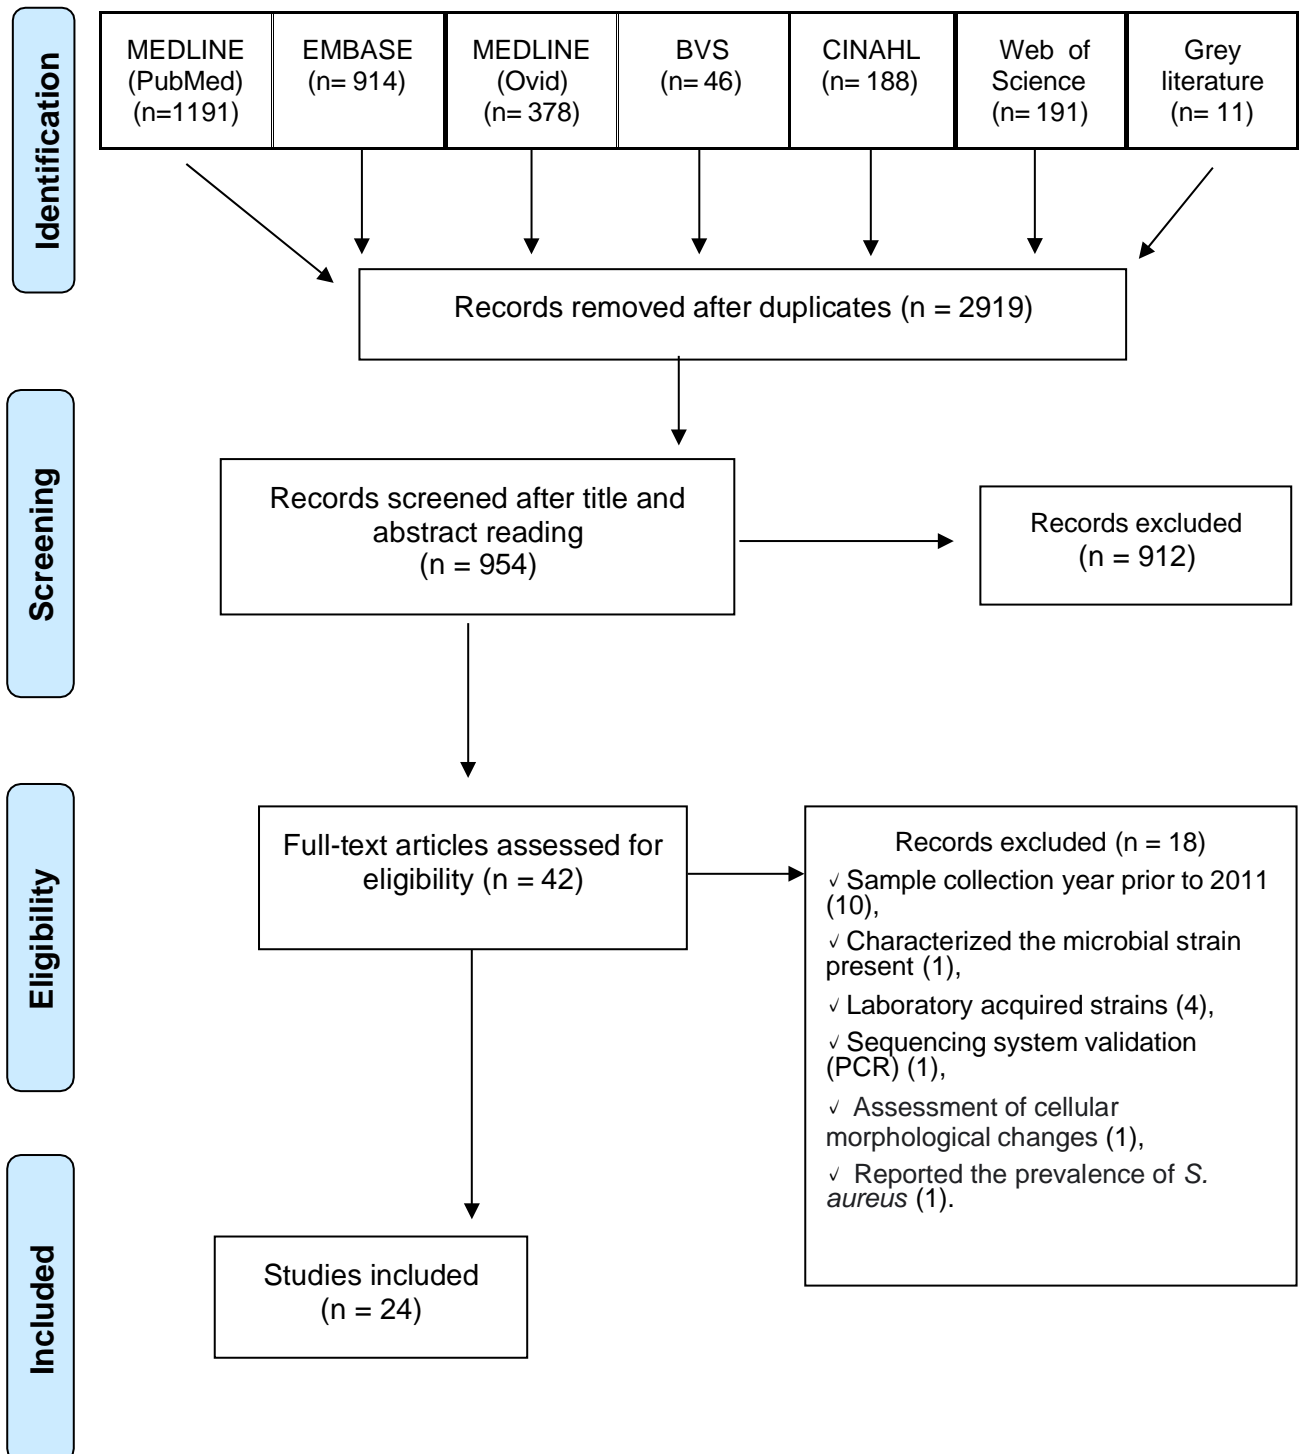 Identification
MEDLINE
(PubMed)
(n=1191)
EMBASE
(n= 914)
MEDLINE
(Ovid)
(n= 378)
BVS
(n= 46)
CINAHL
(n= 188)
Web of
Science
(n= 191)
Grey
literature
(n= 11)
Records removed after duplicates (n = 2919)
Screening
Records screened after title and
abstract reading
(n = 954)
Records excluded
(n = 912)
Eligibility
Full-text articles assessed for
eligibility (n = 42)
Records excluded (n = 18)
√ Sample collection year prior to 2011
(10),
√ Characterized the microbial strain
present (1),
√ Laboratory acquired strains (4),
√ Sequencing system validation
(PCR) (1),
√ Assessment of cellular
morphological changes (1),
√ Reported the prevalence of S.
aureus (1).
Included
Studies included
(n = 24)